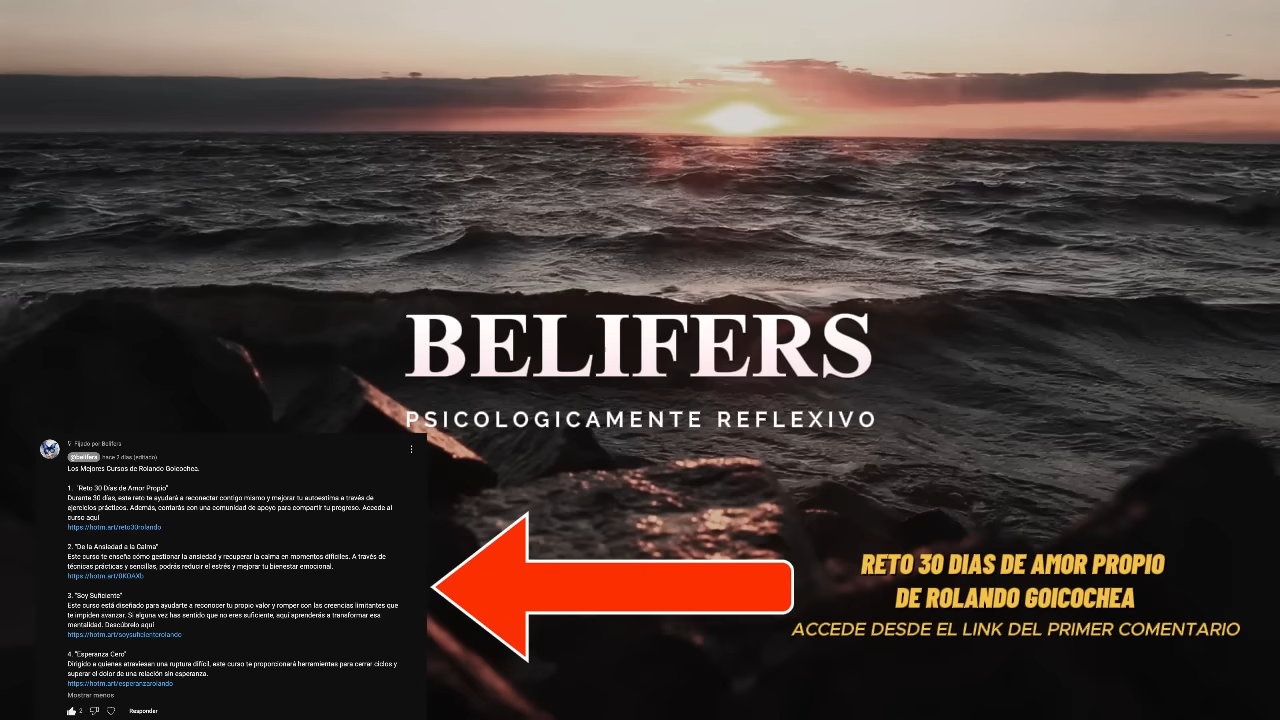 BELIFERS
PSICOLOGICAMENTE REFLEXIVO
Fijado por Belifers
@belifers hace 2 días (editado)
Los Mejores Cursos de Rolando Goicochea.
1. "Reto 30 Días de Amor Propio"
Durante 30 días, este reto te ayudará a reconectar contigo mismo y mejorar tu autoestima a través de
ejercicios prácticos. Además, contarás con una comunidad de apoyo para compartir tu progreso. Accede al
curso aquí
https://hotm.art/reto30rolando
2. "De la Ansiedad a la Calma"
Este curso te enseña cómo gestionar la ansiedad y recuperar la calma en momentos difíciles. A través de
técnicas prácticas y sencillas, podrás reducir el estrés y mejorar tu bienestar emocional.
https://hotm.art/0KOAXb
3. "Soy Suficiente"
Este curso está diseñado para ayudarte a reconocer tu propio valor y romper con las creencias limitantes que
te impiden avanzar. Si alguna vez has sentido que no eres suficiente, aquí aprenderás a transformar esa
mentalidad. Descúbrelo aquí
https://hotm.art/soysuficienterolando
4. "Esperanza Cero"
Dirigido a quienes atraviesan una ruptura difícil, este curso te proporcionará herramientas para cerrar ciclos y
superar el dolor de una relación sin esperanza.
https://hotm.art/esperanzarolando
Mostrar menos
2 Responder
RETO 30 DIAS DE AMOR PROPIO
DE ROLANDO GOICOCHEA
ACCEDE DESDE EL LINK DEL PRIMER COMENTARIO